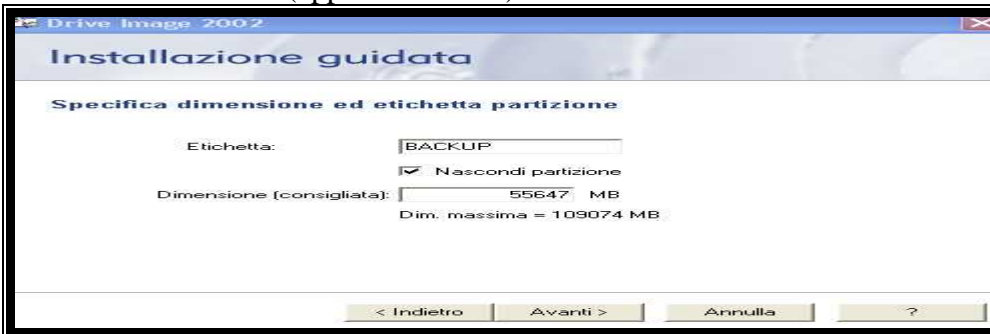 Drive Image 2002
Installazione guidata
Specifica dimensione ed etichetta partizione
Etichetta: BACKUP
Nascondi partizione
Dimensione (consigliata): 55647 MB
Dim. massima = 109074 MB
< Indietro Avanti > Annulla ?